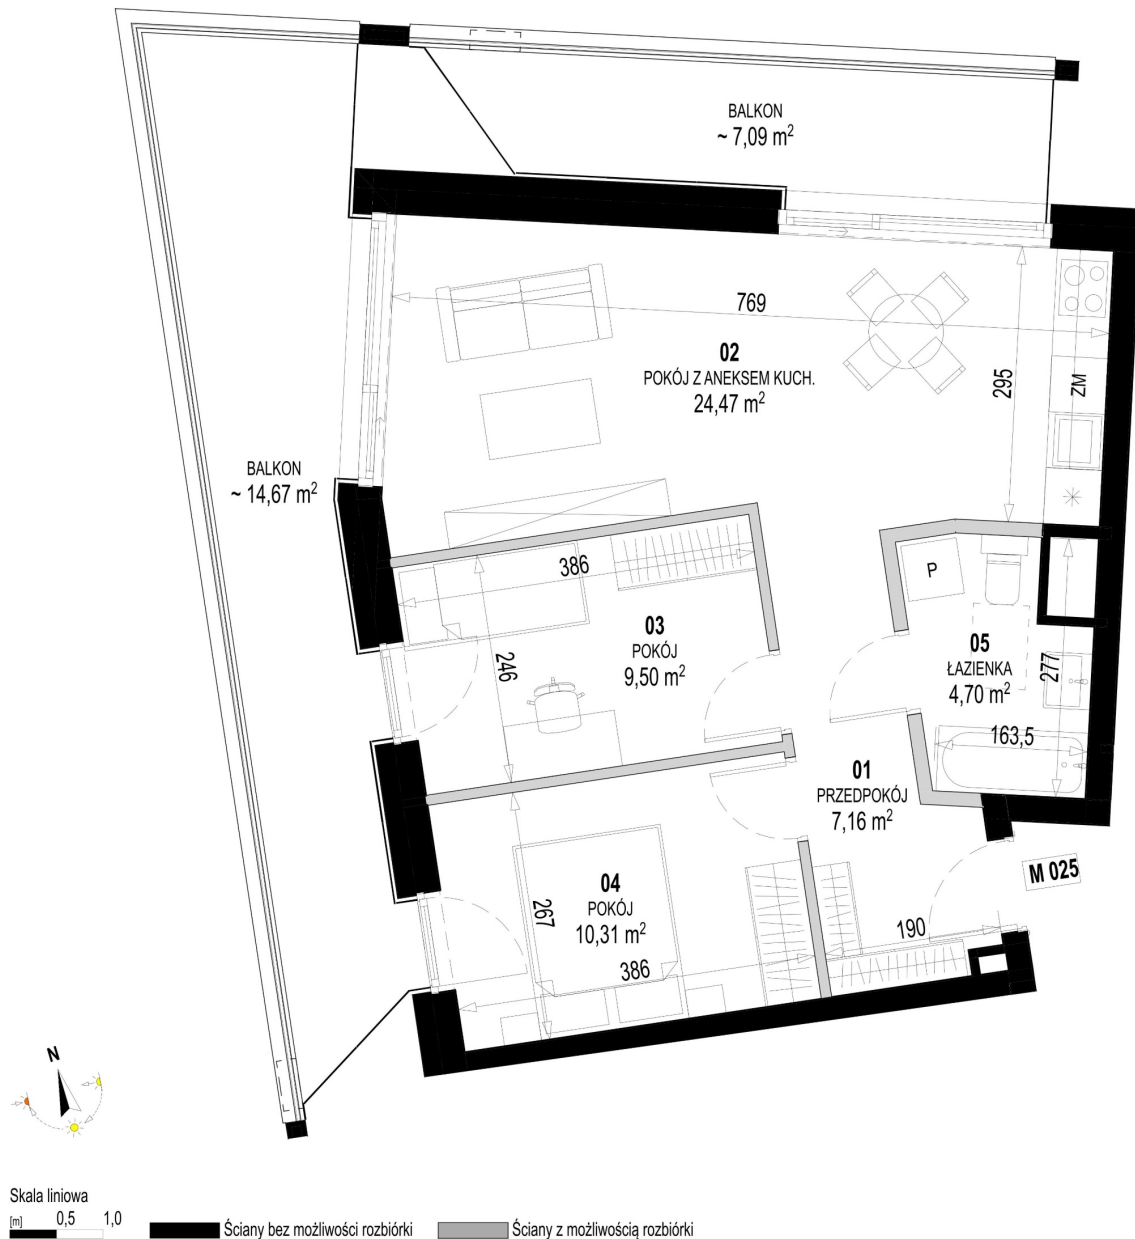 BALKON
~ 7,09 m²
769
02
POKÓJ Z ANEKSEM KUCH.
24,47 m²
295
ZM
BALKON
~ 14,67 m²
386
03
POKÓJ
9,50 m²
246
P
05
ŁAZIENKA
4,70 m²
277
163,5
01
PRZEDPOKÓJ
7,16 m²
M 025
04
POKÓJ
10,31 m²
267
386
190
N
Skala liniowa
[m] 0,5 1,0
Ściany bez możliwości rozbiórki
Ściany z możliwością rozbiórki